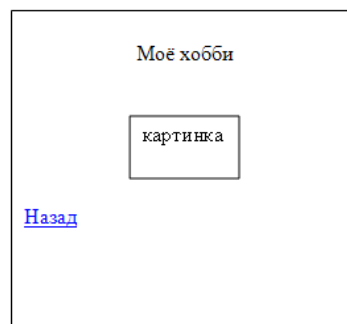 Моё хобби
картинка
Назад